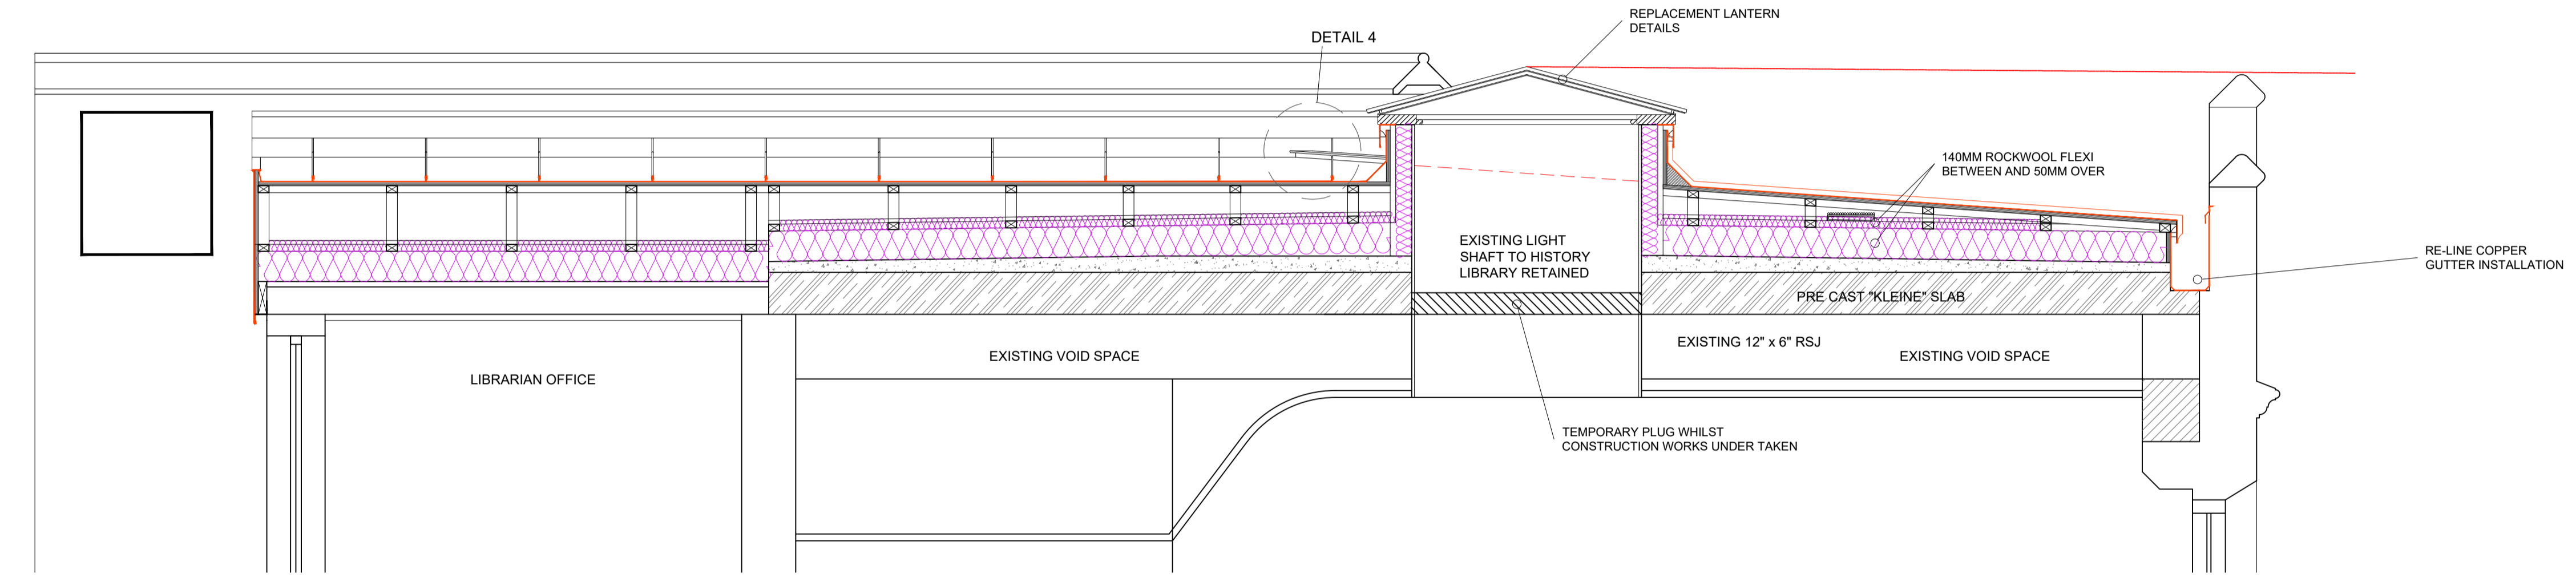 REPLACEMENT LANTERN
DETAILS
DETAIL 4
140MM ROCKWOOL FLEXI
BETWEEN AND 50MM OVER
EXISTING LIGHT
SHAFT TO HISTORY
LIBRARY RETAINED
RE-LINE COPPER
GUTTER INSTALLATION
PRE CAST "KLEINE" SLAB
EXISTING 12" x 6" RSJ
EXISTING VOID SPACE
EXISTING VOID SPACE
LIBRARIAN OFFICE
TEMPORARY PLUG WHILST
CONSTRUCTION WORKS UNDER TAKEN